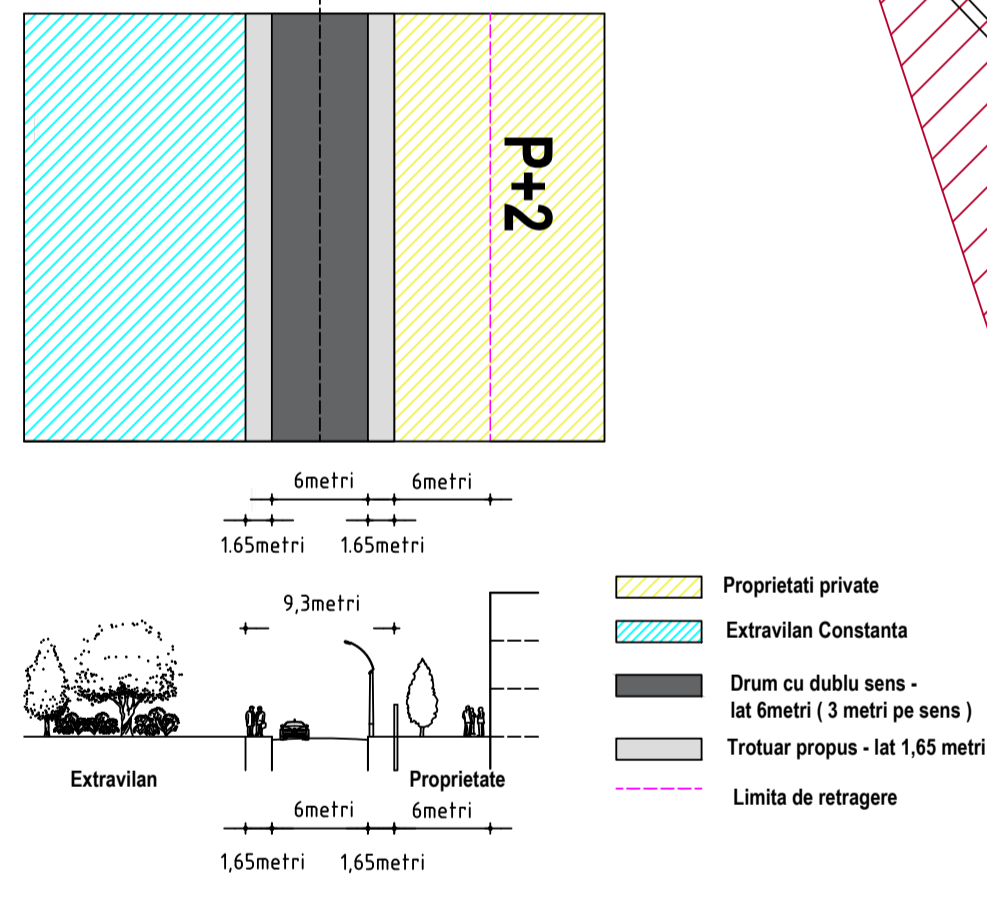 P+2
6metri 6metri
1.65metri 1.65metri
9,3metri
Extravilan Proprietate
6metri 6metri
1,65metri 1,65metri
Proprietati private
Extravilan Constanta
Drum cu dublu sens -
lat 6metri ( 3 metri pe sens )
Trotuar propus - lat 1,65 metri
Limita de retragere